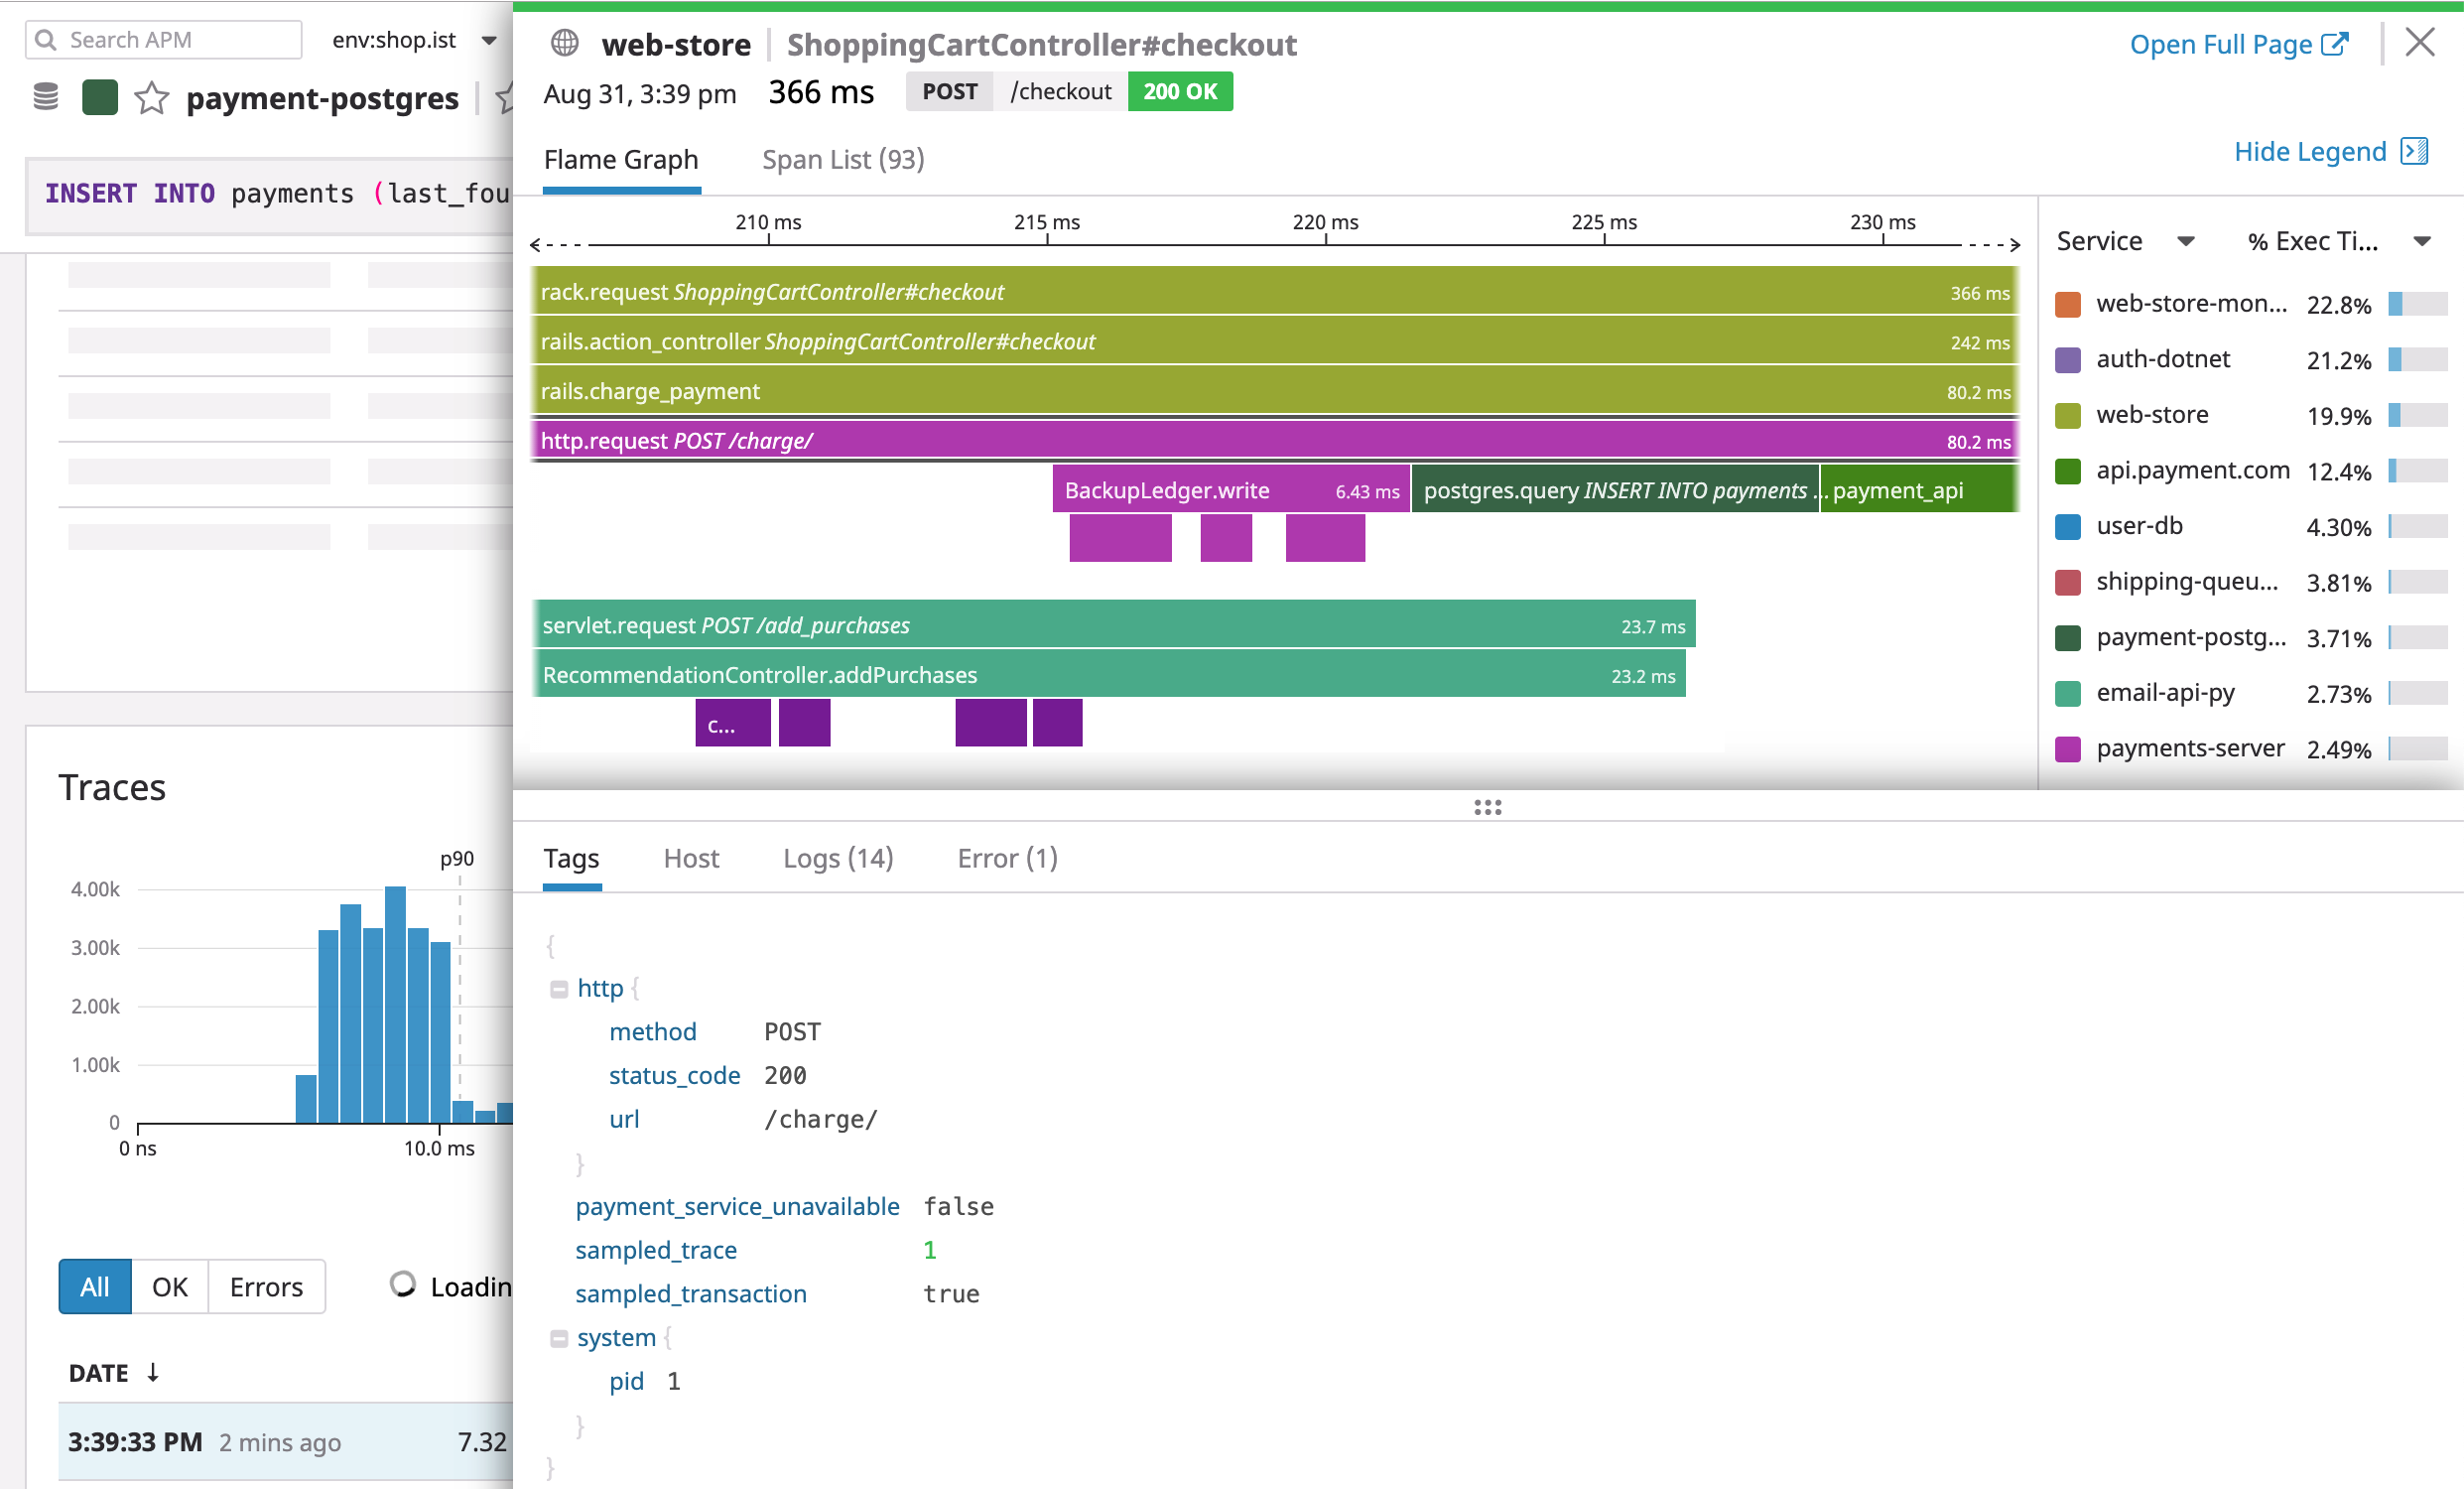 Search APM
env:shop.ist
payment-postgres
INSERT INTO payments (last_fou
Traces
p90
4.00k
3.00k
2.00k
1.00k
0
0 ns
10.0 ms
All
OK
Errors
Loadin
DATE ↓
3:39:33 PM 2 mins ago 7.32
web-store | ShoppingCartController#checkout
Open Full Page
Aug 31, 3:39 pm 366 ms POST /checkout 200 OK
Flame Graph
Span List (93)
Hide Legend
210 ms 215 ms 220 ms 225 ms 230 ms
rack.request ShoppingCartController#checkout 366 ms
rails.action_controller ShoppingCartController#checkout 242 ms
rails.charge_payment 80.2 ms
http.request POST /charge/ 80.2 ms
BackupLedger.write 6.43 ms postgres.query INSERT INTO payments ... payment_api
servlet.request POST /add_purchases 23.7 ms
RecommendationController.addPurchases 23.2 ms
c...
Service % Exec Ti...
web-store-mon... 22.8%
auth-dotnet 21.2%
web-store 19.9%
api.payment.com 12.4%
user-db 4.30%
shipping-queu... 3.81%
payment-postg... 3.71%
email-api-py 2.73%
payments-server 2.49%
Tags
Host
Logs (14)
Error (1)
{
http {
method POST
status_code 200
url /charge/
}
payment_service_unavailable false
sampled_trace 1
sampled_transaction true
system {
pid 1
}
}